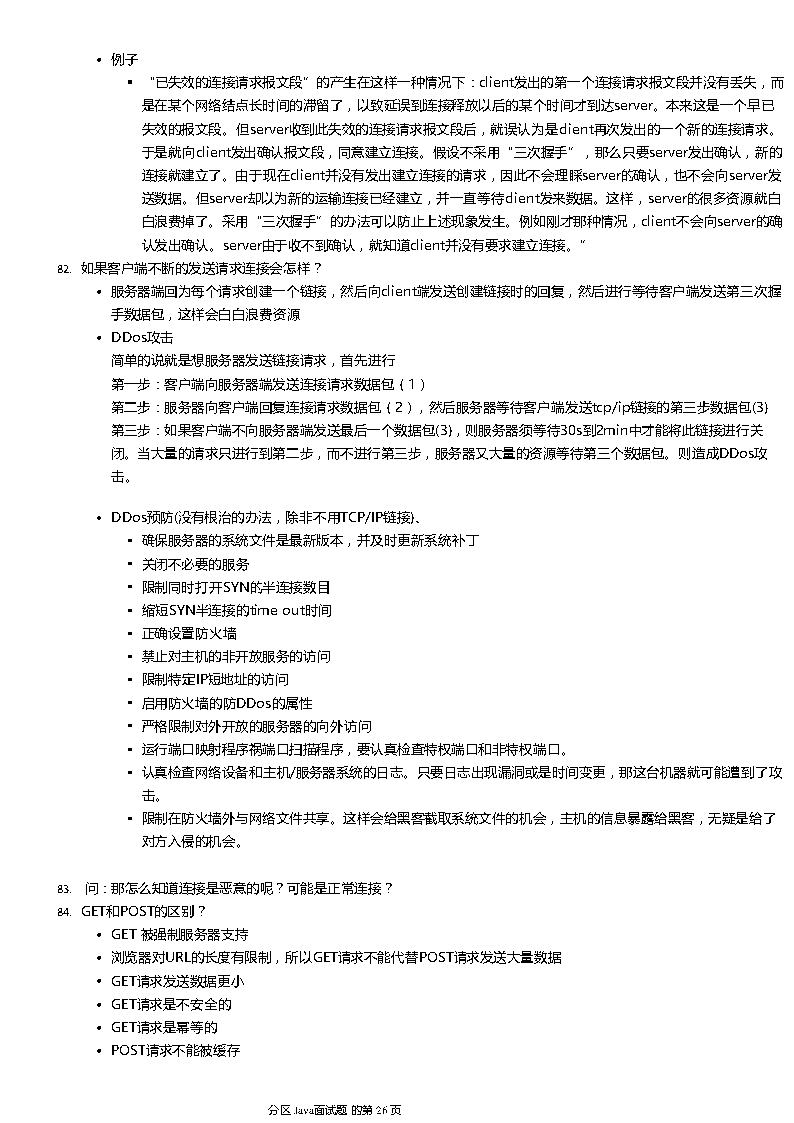 • 例子
▪ “已失效的连接请求报文段”的产生在这样一种情况下：client发出的第一个连接请求报文段并没有丢失，而
是在某个网络结点长时间的滞留了，以致延误到连接释放以后的某个时间才到达server。本来这是一个早已
失效的报文段。但server收到此失效的连接请求报文段后，就误认为是client再次发出的一个新的连接请求。
于是就向client发出确认报文段，同意建立连接。假设不采用“三次握手”，那么只要server发出确认，新的
连接就建立了。由于现在client并没有发出建立连接的请求，因此不会理睬server的确认，也不会向server发
送数据。但server却以为新的运输连接已经建立，并一直等待client发来数据。这样，server的很多资源就白
白浪费掉了。采用“三次握手”的办法可以防止上述现象发生。例如刚才那种情况，client不会向server的确
认发出确认。server由于收不到确认，就知道client并没有要求建立连接。”
82. 如果客户端不断的发送请求连接会怎样？
• 服务器端回为每个请求创建一个链接，然后向client端发送创建链接时的回复，然后进行等待客户端发送第三次握
手数据包，这样会白白浪费资源
• DDos攻击
简单的说就是想服务器发送链接请求，首先进行
第一步：客户端向服务器端发送连接请求数据包（1）
第二步：服务器向客户端回复连接请求数据包（2），然后服务器等待客户端发送tcp/ip链接的第三步数据包(3)
第三步：如果客户端不向服务器端发送最后一个数据包(3)，则服务器须等待30s到2min中才能将此链接进行关
闭。当大量的请求只进行到第二步，而不进行第三步，服务器又大量的资源等待第三个数据包。则造成DDos攻
击。
• DDos预防(没有根治的办法，除非不用TCP/IP链接)、
▪ 确保服务器的系统文件是最新版本，并及时更新系统补丁
▪ 关闭不必要的服务
▪ 限制同时打开SYN的半连接数目
▪ 缩短SYN半连接的time out时间
▪ 正确设置防火墙
▪ 禁止对主机的非开放服务的访问
▪ 限制特定IP短地址的访问
▪ 启用防火墙的防DDos的属性
▪ 严格限制对外开放的服务器的向外访问
▪ 运行端口映射程序祸端口扫描程序，要认真检查特权端口和非特权端口。
▪ 认真检查网络设备和主机/服务器系统的日志。只要日志出现漏洞或是时间变更，那这台机器就可能遭到了攻
击。
▪ 限制在防火墙外与网络文件共享。这样会给黑客截取系统文件的机会，主机的信息暴露给黑客，无疑是给了
对方入侵的机会。
83. 问：那怎么知道连接是恶意的呢？可能是正常连接？
84. GET和POST的区别？
• GET 被强制服务器支持
• 浏览器对URL的长度有限制，所以GET请求不能代替POST请求发送大量数据
• GET请求发送数据更小
• GET请求是不安全的
• GET请求是幂等的
• POST请求不能被缓存
分区 Java面试题 的第 26 页